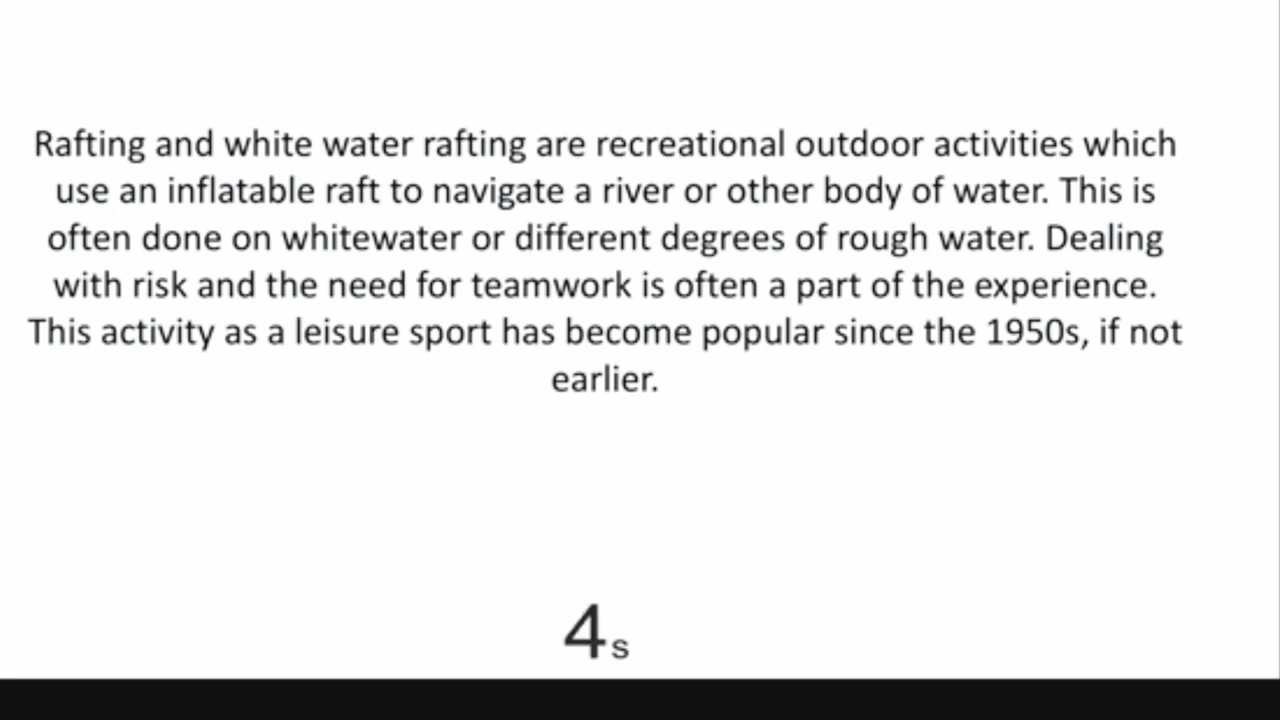 Rafting and white water rafting are recreational outdoor activities which
use an inflatable raft to navigate a river or other body of water. This is
often done on whitewater or different degrees of rough water. Dealing
with risk and the need for teamwork is often a part of the experience.
This activity as a leisure sport has become popular since the 1950s, if not
earlier.
4s